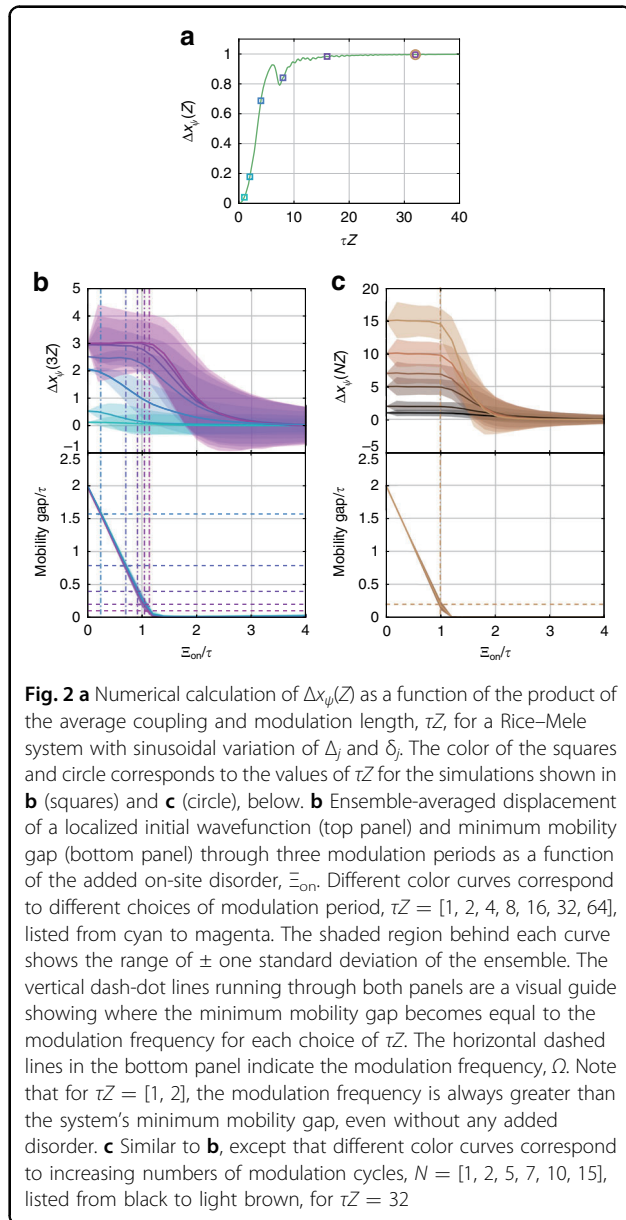 a
1
0.8
0.6
0.4
0.2
0
Δxψ(Z)
0 10 20 30 40
τZ
b
5
4
3
2
1
0
–1
Δxψ(3Z)
0 1 2 3 4
2.5
2
1.5
1
0.5
0
Mobility gap/τ
0 1 2 3 4
Ξon/τ
c
20
15
10
5
0
–5
Δxψ(NZ)
0 1 2 3 4
2.5
2
1.5
1
0.5
0
Mobility gap/τ
0 1 2 3 4
Ξon/τ
Fig. 2 a Numerical calculation of Δxψ(Z) as a function of the product of
the average coupling and modulation length, τZ, for a Rice–Mele
system with sinusoidal variation of Δj and δj. The color of the squares
and circle corresponds to the values of τZ for the simulations shown in
b (squares) and c (circle), below. b Ensemble-averaged displacement
of a localized initial wavefunction (top panel) and minimum mobility
gap (bottom panel) through three modulation periods as a function
of the added on-site disorder, Ξon. Different color curves correspond
to different choices of modulation period, τZ = [1, 2, 4, 8, 16, 32, 64],
listed from cyan to magenta. The shaded region behind each curve
shows the range of ± one standard deviation of the ensemble. The
vertical dash-dot lines running through both panels are a visual guide
showing where the minimum mobility gap becomes equal to the
modulation frequency for each choice of τZ. The horizontal dashed
lines in the bottom panel indicate the modulation frequency, Ω. Note
that for τZ = [1, 2], the modulation frequency is always greater than
the system's minimum mobility gap, even without any added
disorder. c Similar to b, except that different color curves correspond
to increasing numbers of modulation cycles, N = [1, 2, 5, 7, 10, 15],
listed from black to light brown, for τZ = 32